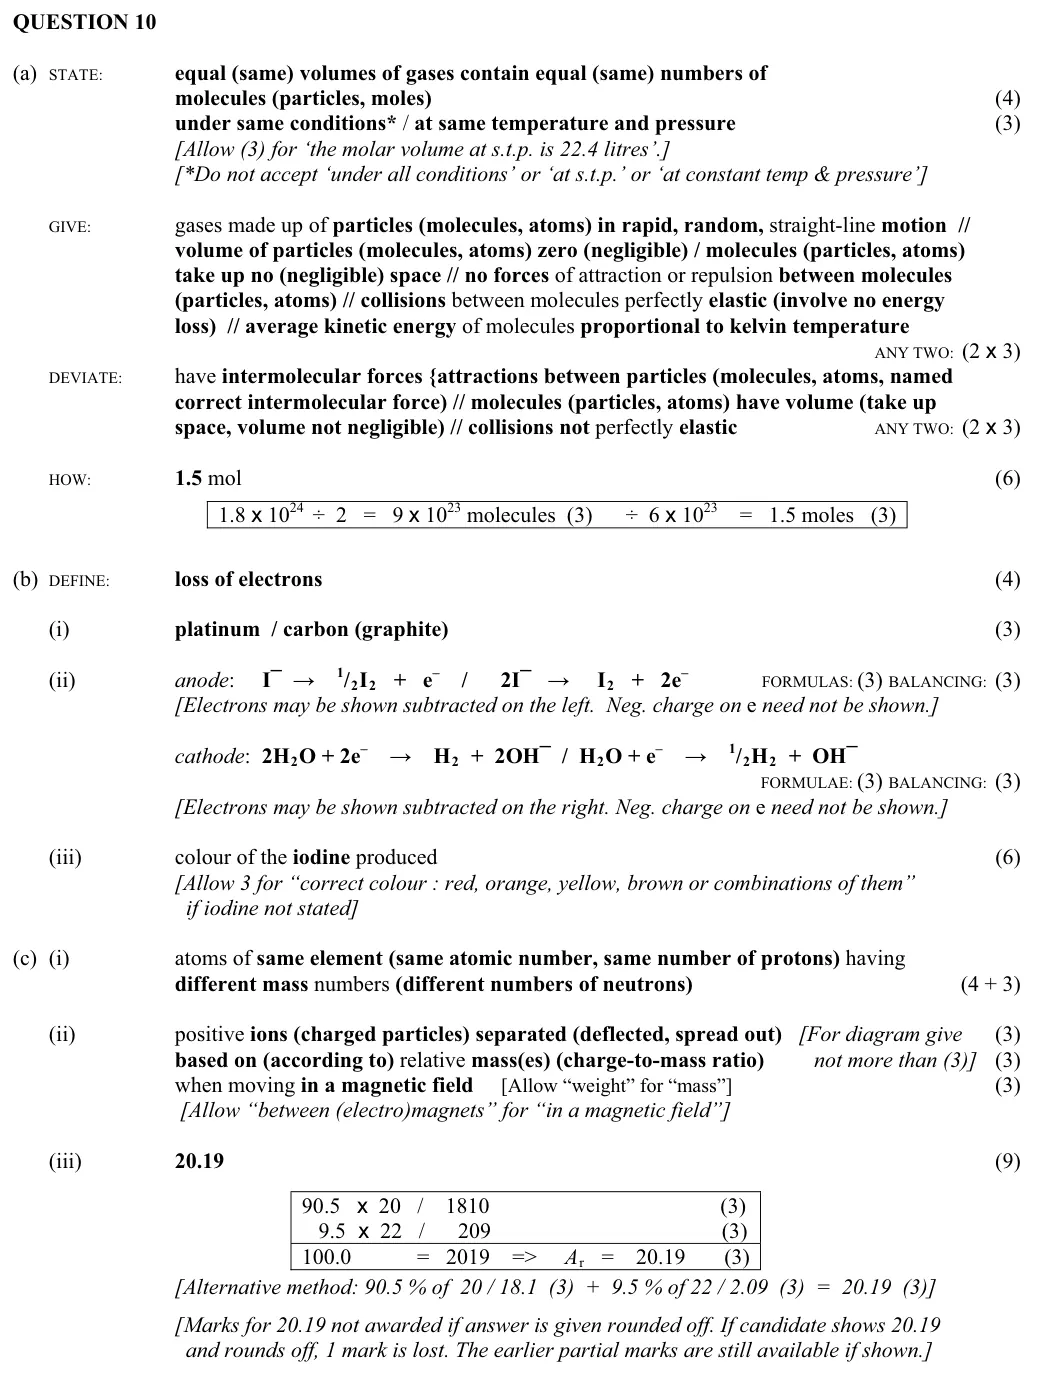 QUESTION 10
(a) STATE: equal (same) volumes of gases contain equal (same) numbers of
molecules (particles, moles) (4)
under same conditions* / at same temperature and pressure (3)
[Allow (3) for ‘the molar volume at s.t.p. is 22.4 litres’.]
[*Do not accept ‘under all conditions’ or ‘at s.t.p.’ or ‘at constant temp & pressure’]
GIVE: gases made up of particles (molecules, atoms) in rapid, random, straight-line motion //
volume of particles (molecules, atoms) zero (negligible) / molecules (particles, atoms)
take up no (negligible) space // no forces of attraction or repulsion between molecules
(particles, atoms) // collisions between molecules perfectly elastic (involve no energy
loss) // average kinetic energy of molecules proportional to kelvin temperature
ANY TWO: (2 x 3)
DEVIATE: have intermolecular forces {attractions between particles (molecules, atoms, named
correct intermolecular force) // molecules (particles, atoms) have volume (take up
space, volume not negligible) // collisions not perfectly elastic ANY TWO: (2 x 3)
HOW: 1.5 mol (6)
1.8 x 10²⁴ ÷ 2 = 9 x 10²³ molecules (3) ÷ 6 x 10²³ = 1.5 moles (3)
(b) DEFINE: loss of electrons (4)
(i) platinum / carbon (graphite) (3)
(ii) anode: I⁻ → ¹/₂I₂ + e⁻ / 2I⁻ → I₂ + 2e⁻ FORMULAS: (3) BALANCING: (3)
[Electrons may be shown subtracted on the left. Neg. charge on e need not be shown.]
cathode: 2H₂O + 2e⁻ → H₂ + 2OH⁻ / H₂O + e⁻ → ¹/₂H₂ + OH⁻
FORMULAE: (3) BALANCING: (3)
[Electrons may be shown subtracted on the right. Neg. charge on e need not be shown.]
(iii) colour of the iodine produced (6)
[Allow 3 for “correct colour : red, orange, yellow, brown or combinations of them”
if iodine not stated]
(c) (i) atoms of same element (same atomic number, same number of protons) having
different mass numbers (different numbers of neutrons) (4 + 3)
(ii) positive ions (charged particles) separated (deflected, spread out) [For diagram give (3)
based on (according to) relative mass(es) (charge-to-mass ratio) not more than (3)] (3)
when moving in a magnetic field [Allow “weight” for “mass”] (3)
[Allow “between (electro)magnets” for “in a magnetic field”]
(iii) 20.19 (9)
90.5 x 20 / 1810 (3)
9.5 x 22 / 209 (3)
100.0 = 2019 => Aᵣ = 20.19 (3)
[Alternative method: 90.5 % of 20 / 18.1 (3) + 9.5 % of 22 / 2.09 (3) = 20.19 (3)]
[Marks for 20.19 not awarded if answer is given rounded off. If candidate shows 20.19
and rounds off, 1 mark is lost. The earlier partial marks are still available if shown.]